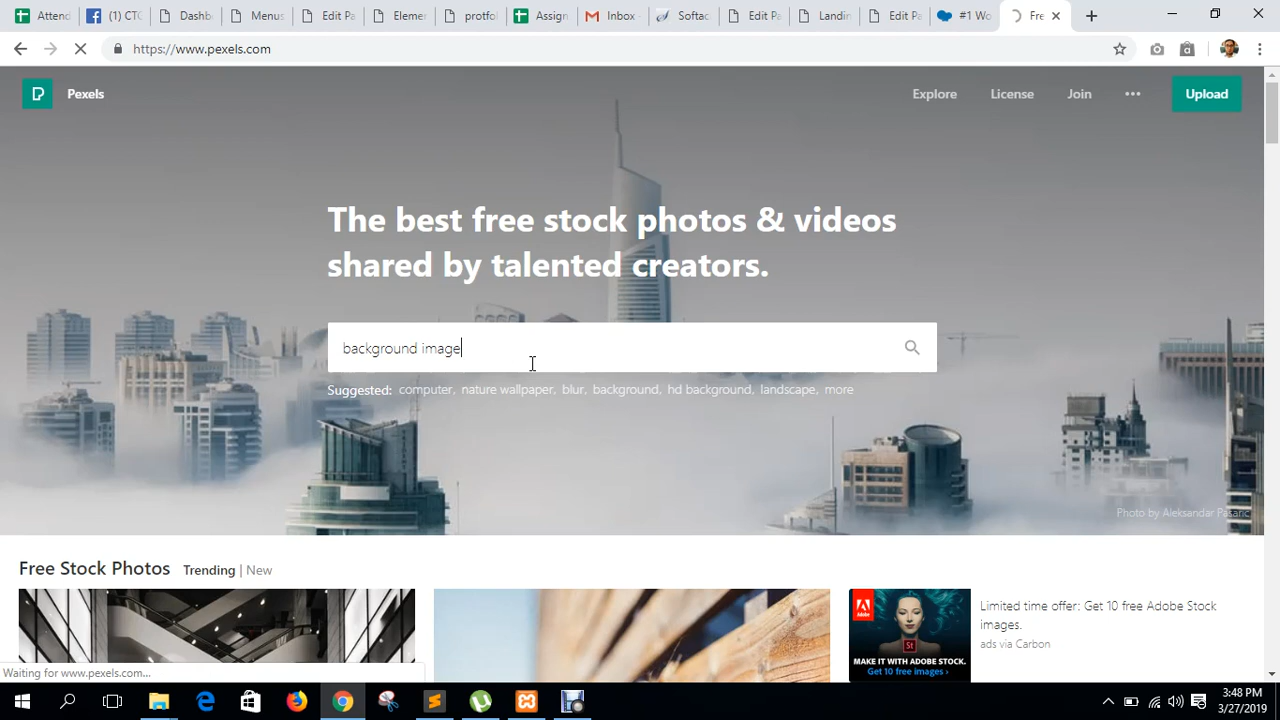 Attend
(1) CTC
Dashb
Menus
Edit Pa
Elemer
protfol
Assign
Inbox
Softac
Edit Pa
Landin
Edit Pa
#1 Wo
Fre
https://www.pexels.com
Pexels
Explore
License
Join
Upload
The best free stock photos & videos
shared by talented creators.
background image
Suggested: computer, nature wallpaper, blur, background, hd background, landscape, more
Photo by Aleksandar Pasaric
Free Stock Photos Trending | New
Limited time offer: Get 10 free Adobe Stock
images.
ads via Carbon
Adobe
St
MAKE IT WITH ADOBE STOCK.
Get 10 free images ›
Waiting for www.pexels.com...
3:48 PM
3/27/2019